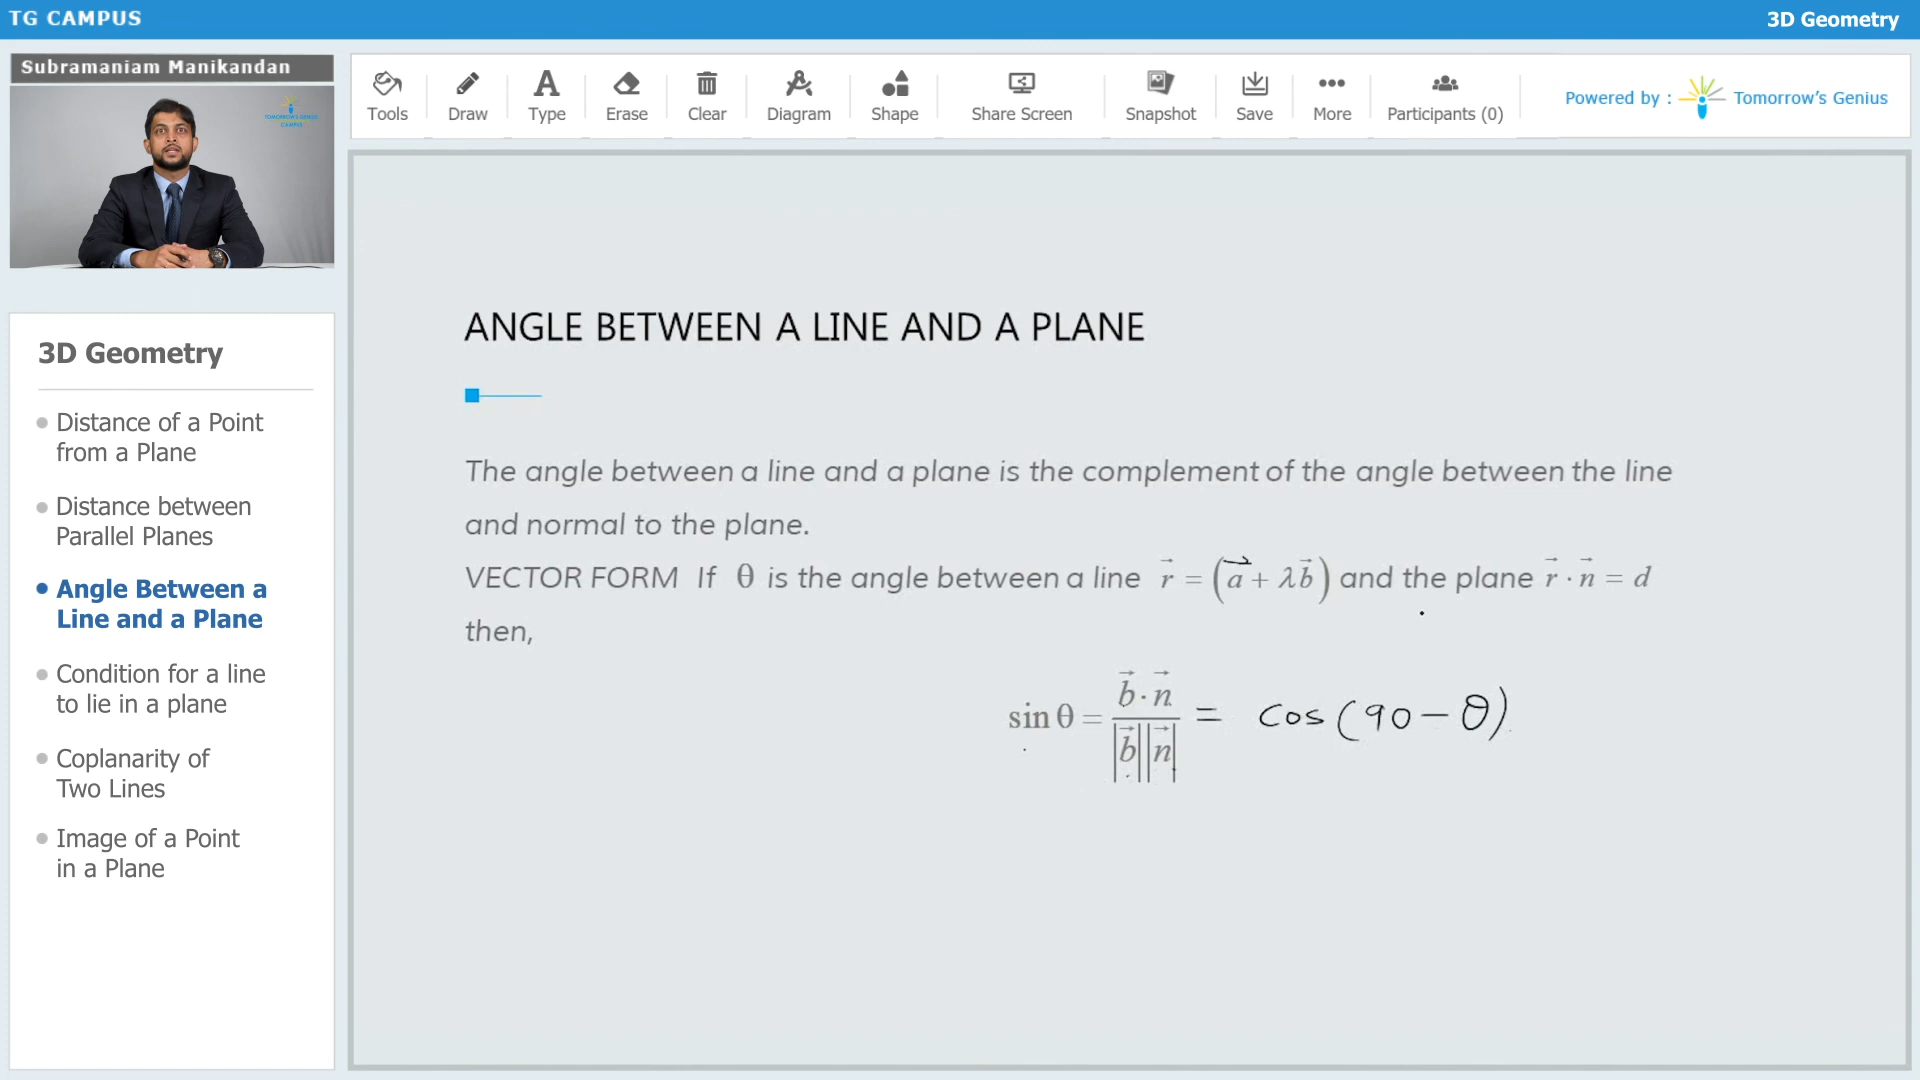 TG CAMPUS
3D Geometry
Subramaniam Manikandan
TOMORROW'S GENIUS
CAMPUS
Tools
Draw
Type
Erase
Clear
Diagram
Shape
Share Screen
Snapshot
Save
More
Participants (0)
Powered by : Tomorrow's Genius
3D Geometry
Distance of a Point
from a Plane
Distance between
Parallel Planes
Angle Between a
Line and a Plane
Condition for a line
to lie in a plane
Coplanarity of
Two Lines
Image of a Point
in a Plane
ANGLE BETWEEN A LINE AND A PLANE
The angle between a line and a plane is the complement of the angle between the line
and normal to the plane.
VECTOR FORM If θ is the angle between a line r⃗ = (a⃗ + λb⃗) and the plane r⃗ · n⃗ = d
then,
sin θ = b⃗ · n⃗ / |b⃗||n⃗| = cos(90 − θ)